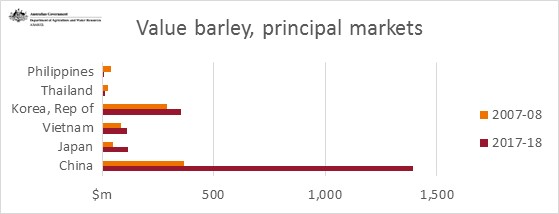 Australian Government
Department of Agriculture and Water Resources
ABARES
Value barley, principal markets
Philippines
Thailand
Korea, Rep of
Vietnam
Japan
China
$m
500
1,000
1,500
2007-08
2017-18